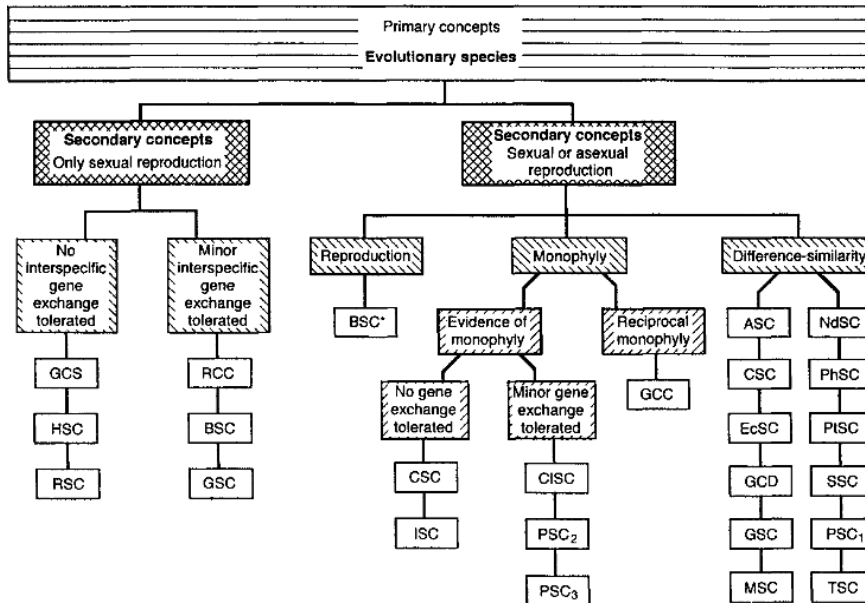 Primary concepts
Evolutionary species
Secondary concepts
Only sexual reproduction
Secondary concepts
Sexual or asexual
reproduction
No
interspecific
gene
exchange
tolerated
Minor
interspecific
gene
exchange
tolerated
Reproduction
Monophyly
Difference-similarity
BSC*
Evidence of
monophyly
Reciprocal
monophyly
ASC
NdSC
GCS
RCC
No gene
exchange
tolerated
Minor gene
exchange
tolerated
GCC
CSC
PhSC
HSC
BSC
EcSC
PtSC
RSC
GSC
CSC
CISC
GCD
SSC
ISC
PSC2
GSC
PSC1
PSC3
MSC
TSC